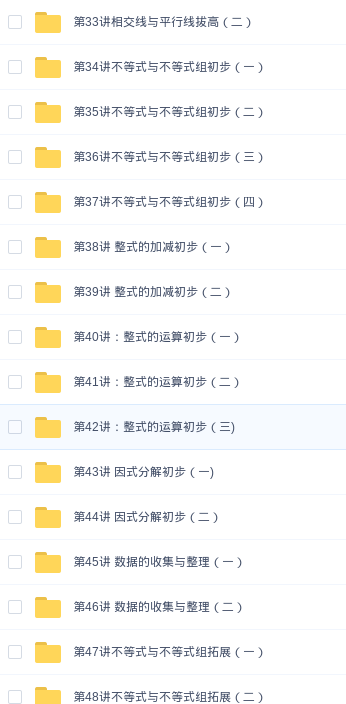 第33讲相交线与平行线拔高（二）
第34讲不等式与不等式组初步（一）
第35讲不等式与不等式组初步（二）
第36讲不等式与不等式组初步（三）
第37讲不等式与不等式组初步（四）
第38讲 整式的加减初步（一）
第39讲 整式的加减初步（二）
第40讲：整式的运算初步（一）
第41讲：整式的运算初步（二）
第42讲：整式的运算初步（三)
第43讲 因式分解初步（一)
第44讲 因式分解初步（二）
第45讲 数据的收集与整理（一）
第46讲 数据的收集与整理（二）
第47讲不等式与不等式组拓展（一）
第48讲不等式与不等式组拓展（二）